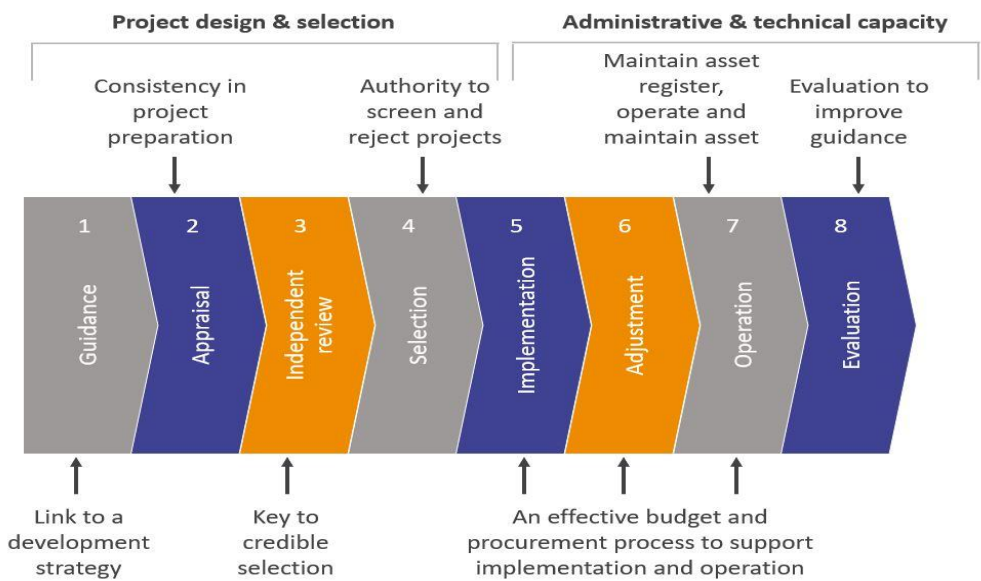 Project design & selection
Administrative & technical capacity
Consistency in
project
preparation
Authority to
screen and
reject projects
Maintain asset
register,
operate and
maintain asset
Evaluation to
improve
guidance
1
Guidance
2
Appraisal
3
Independent
review
4
Selection
5
Implementation
6
Adjustment
7
Operation
8
Evaluation
Link to a
development
strategy
Key to
credible
selection
An effective budget and
procurement process to support
implementation and operation